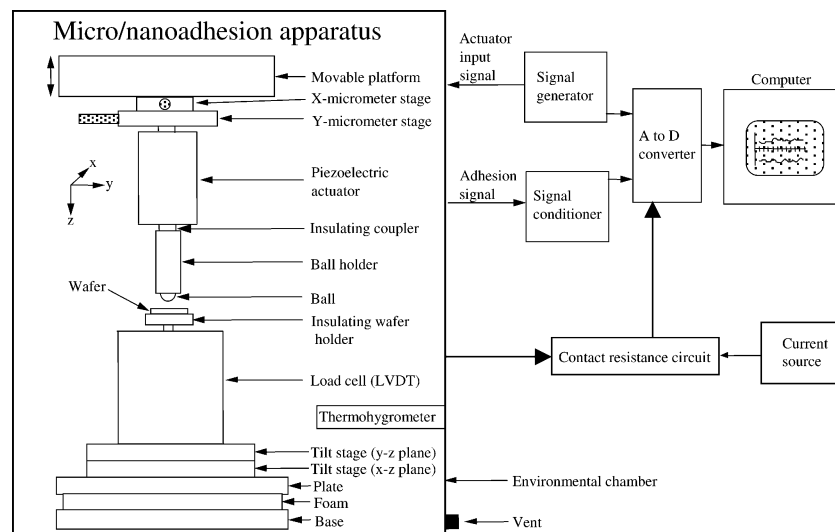 Micro/nanoadhesion apparatus
Movable platform
X-micrometer stage
Y-micrometer stage
x
y
z
Piezoelectric
actuator
Insulating coupler
Ball holder
Wafer
Ball
Insulating wafer
holder
Load cell (LVDT)
Thermohygrometer
Tilt stage (y-z plane)
Tilt stage (x-z plane)
Plate
Foam
Base
Actuator
input
signal
Signal
generator
Adhesion
signal
Signal
conditioner
A to D
converter
Computer
Contact resistance circuit
Current
source
Environmental chamber
Vent